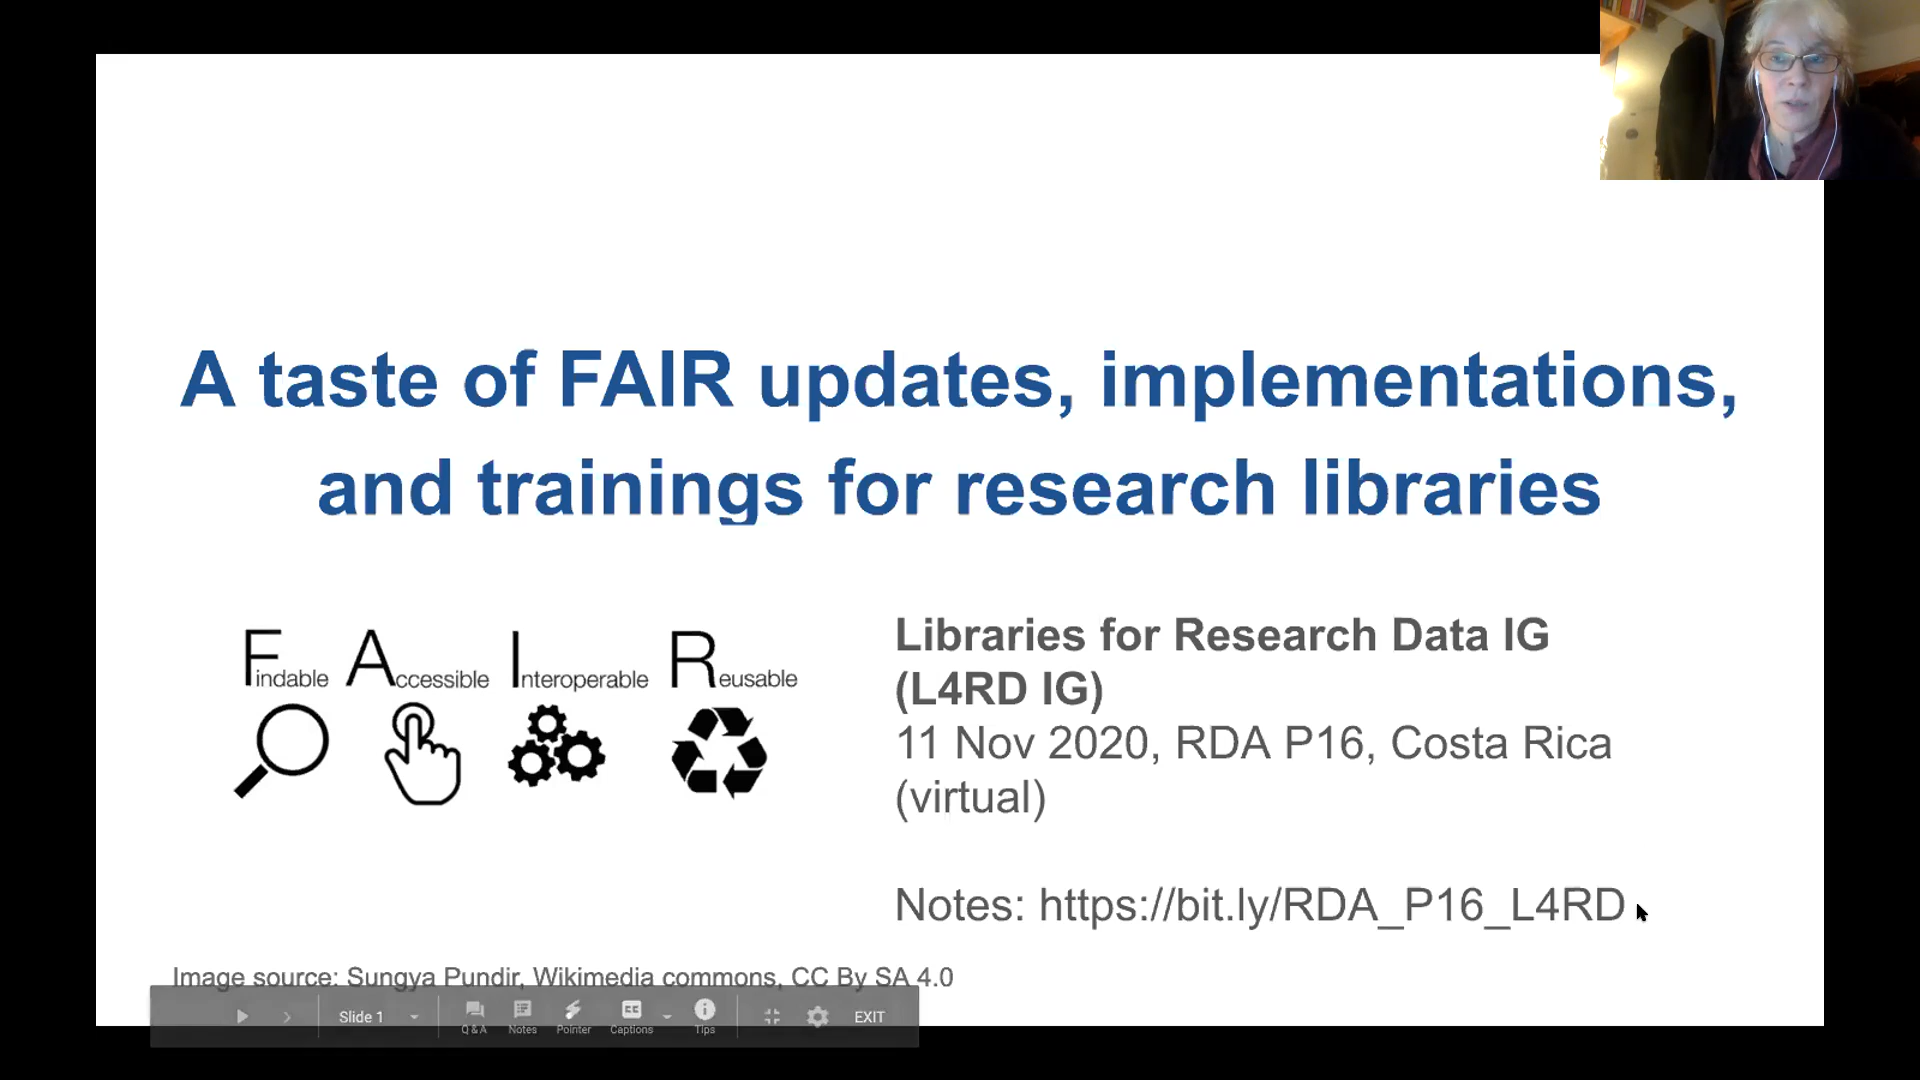 A taste of FAIR updates, implementations,
and trainings for research libraries
Findable Accessible Interoperable Reusable
Libraries for Research Data IG
(L4RD IG)
11 Nov 2020, RDA P16, Costa Rica
(virtual)
Notes: https://bit.ly/RDA_P16_L4RD
Image source: Sungya Pundir, Wikimedia commons, CC By SA 4.0
Slide 1 Q&A Notes Pointer CC Captions Tips EXIT